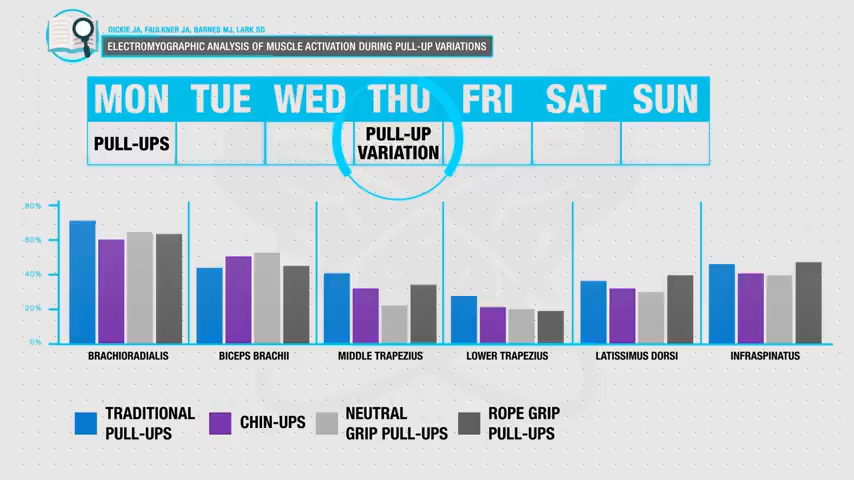 DICKIE JA, FAULKNER JA, BARNES MJ, LARK SD
ELECTROMYOGRAPHIC ANALYSIS OF MUSCLE ACTIVATION DURING PULL-UP VARIATIONS
MON TUE WED THU FRI SAT SUN
PULL-UPS
PULL-UP
VARIATION
80%
60%
40%
20%
0%
BRACHIORADIALIS BICEPS BRACHII MIDDLE TRAPEZIUS LOWER TRAPEZIUS LATISSIMUS DORSI INFRASPINATUS
TRADITIONAL
PULL-UPS
CHIN-UPS
NEUTRAL
GRIP PULL-UPS
ROPE GRIP
PULL-UPS